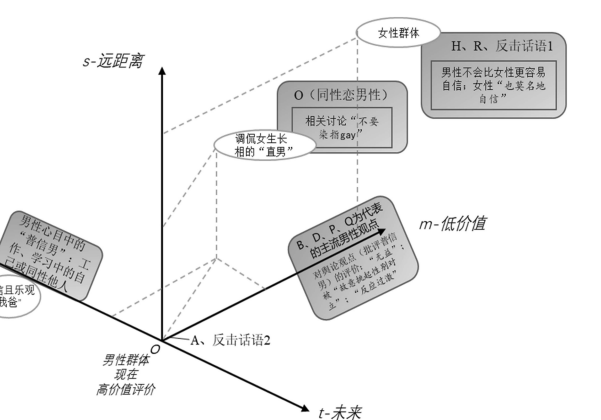 s-远距离
女性群体
H、R、反击话语1
男性不会比女性更容易
自信；女性“也莫名地
自信”
O（同性恋男性）
相关讨论“不要
染指gay”
调侃女生长
相的“直男”
B、D、P、Q为代表
的主流男性观点
对舆论观点（批评普信
男）的评价：“无益”；
被“故意挑起性别对
立”；“反应过激”
m-低价值
男性心目中的
“普信男”：工
作、学习中的自
己或同性他人
信且乐观
我爸”
O
A、反击话语2
男性群体
现在
高价值评价
t-未来